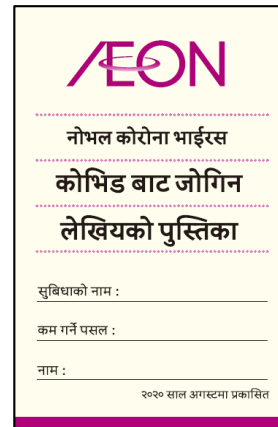 ÆON
नोभल कोरोना भाईरस
कोभिड बाट जोगिन
लेखियको पुस्तिका
सुबिधाको नाम :
कम गर्ने पसल :
नाम :
२०२० साल अगस्टमा प्रकासित